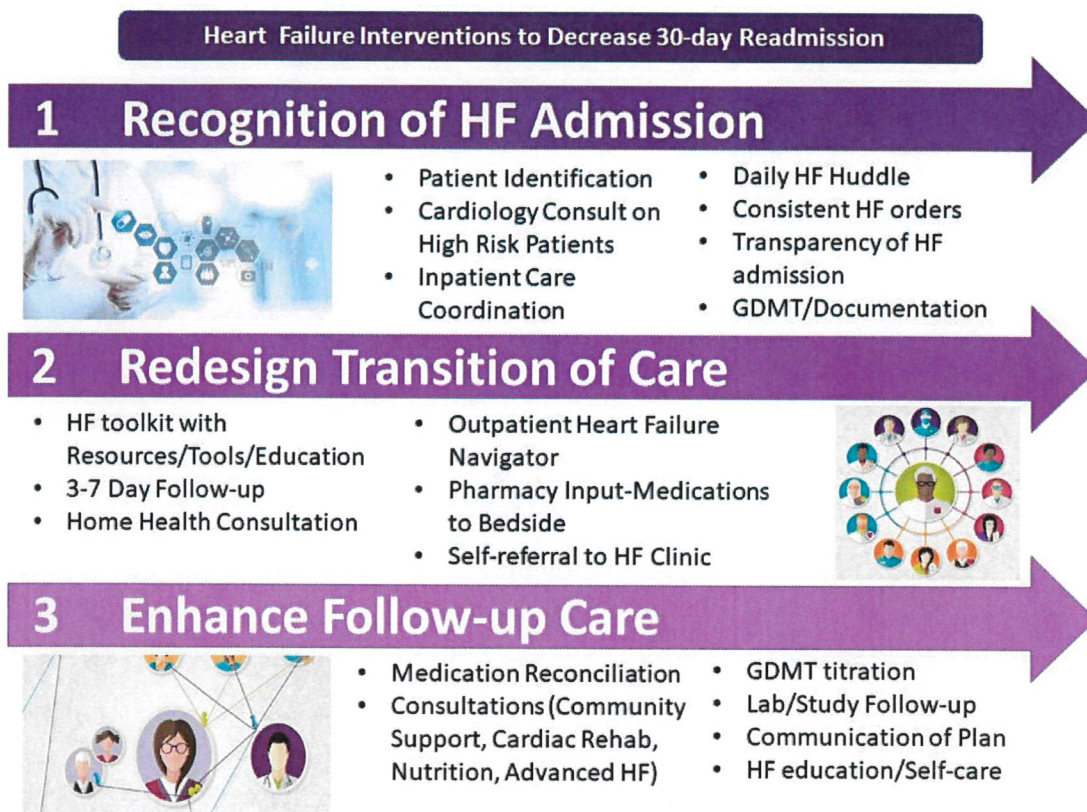 Heart Failure Interventions to Decrease 30-day Readmission
1 Recognition of HF Admission
• Patient Identification
• Cardiology Consult on
High Risk Patients
• Inpatient Care
Coordination
• Daily HF Huddle
• Consistent HF orders
• Transparency of HF
admission
• GDMT/Documentation
2 Redesign Transition of Care
• HF toolkit with
Resources/Tools/Education
• 3-7 Day Follow-up
• Home Health Consultation
• Outpatient Heart Failure
Navigator
• Pharmacy Input-Medications
to Bedside
• Self-referral to HF Clinic
3 Enhance Follow-up Care
• Medication Reconciliation
• Consultations (Community
Support, Cardiac Rehab,
Nutrition, Advanced HF)
• GDMT titration
• Lab/Study Follow-up
• Communication of Plan
• HF education/Self-care